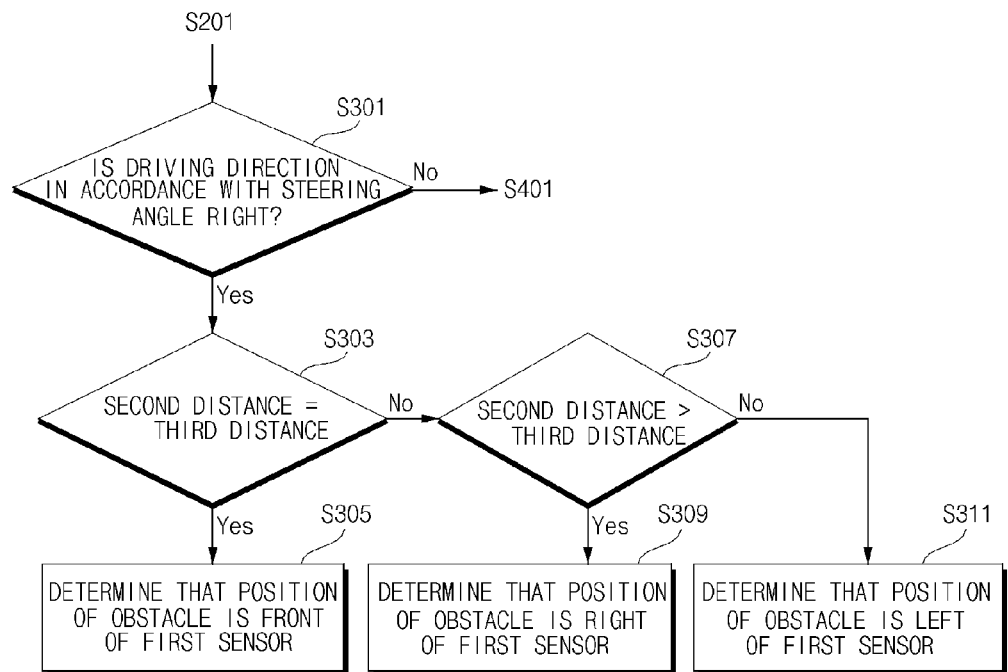 S201
S301
IS DRIVING DIRECTION
IN ACCORDANCE WITH STEERING
ANGLE RIGHT?
No
S401
Yes
S303
SECOND DISTANCE =
THIRD DISTANCE
No
S307
SECOND DISTANCE >
THIRD DISTANCE
No
Yes
S305
DETERMINE THAT POSITION
OF OBSTACLE IS FRONT
OF FIRST SENSOR
Yes
S309
DETERMINE THAT POSITION
OF OBSTACLE IS RIGHT
OF FIRST SENSOR
S311
DETERMINE THAT POSITION
OF OBSTACLE IS LEFT
OF FIRST SENSOR